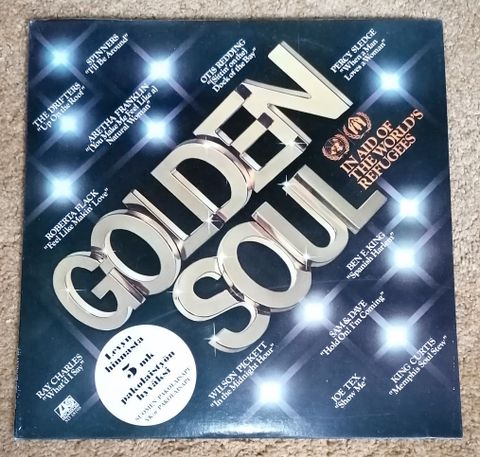 SPINNERS
"I'll Be Around"
THE DRIFTERS
"Up On the Roof"
ARETHA FRANKLIN
"(You Make Me Feel Like a)
Natural Woman"
OTIS REDDING
"(Sittin' on the)
Dock of the Bay"
PERCY SLEDGE
"When a Man
Loves a Woman"
IN AID OF
THE WORLD'S
REFUGEES
GOLDEN
SOUL
ROBERTA FLACK
"Feel Like Makin' Love"
BEN E. KING
"Spanish Harlem"
SAM & DAVE
"Hold On! I'm Coming"
RAY CHARLES
"What'd I Say"
WILSON PICKETT
"In the Midnight Hour"
JOE TEX
"Show Me"
KING CURTIS
"Memphis Soul Stew"
Levyn
hinnasta
5 mk
pakolaistyön
hyväksi
SUOMEN PAKOLAISAPU
YK:n PAKOLAISAPU